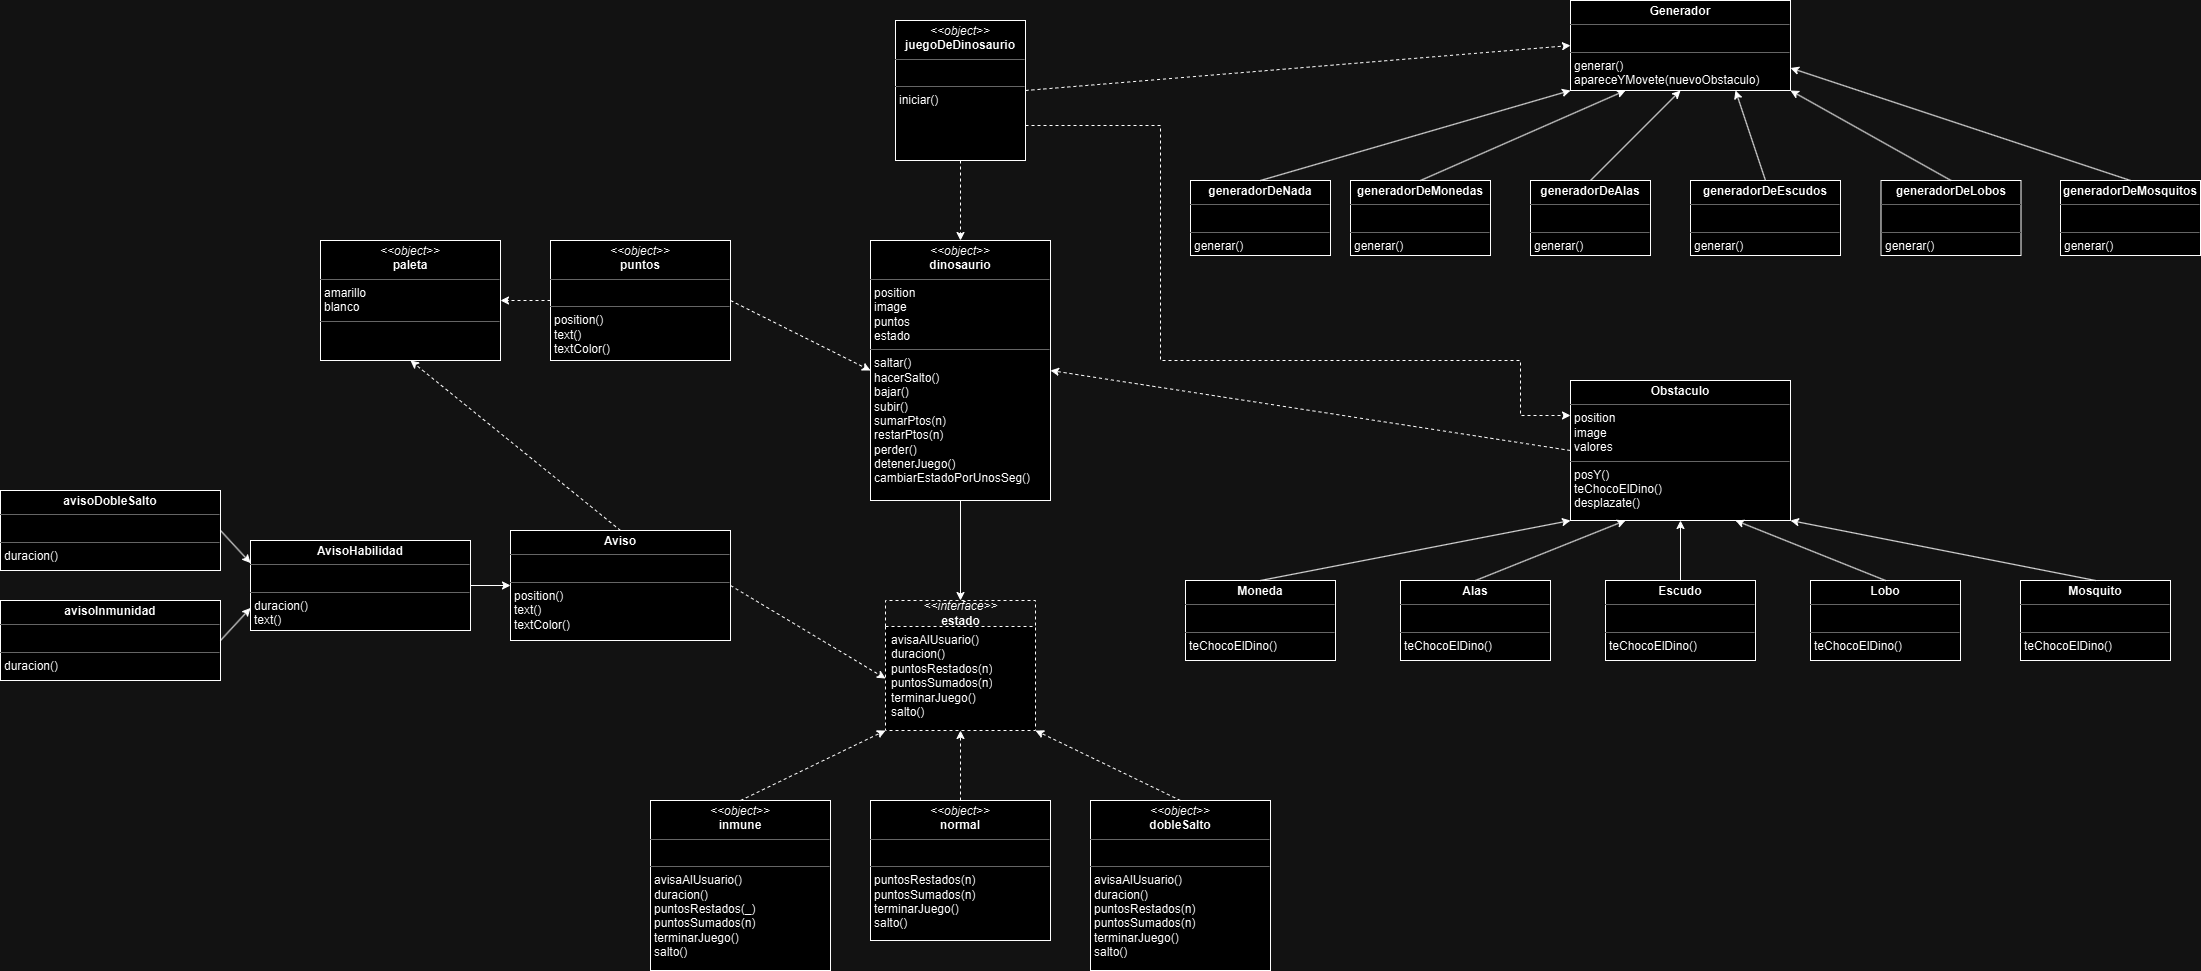 <<object>>
juegoDeDinosaurio
iniciar()
Generador
generar()
apareceYMovete(nuevoObstaculo)
generadorDeNada
generar()
generadorDeMonedas
generar()
generadorDeAlas
generar()
generadorDeEscudos
generar()
generadorDeLobos
generar()
generadorDeMosquitos
generar()
<<object>>
paleta
amarillo
blanco
<<object>>
puntos
position()
text()
textColor()
<<object>>
dinosaurio
position
image
puntos
estado
saltar()
hacerSalto()
bajar()
subir()
sumarPtos(n)
restarPtos(n)
perder()
detenerJuego()
cambiarEstadoPorUnosSeg()
Obstaculo
position
image
valores
posY()
teChocoElDino()
desplazate()
avisoDobleSalto
duracion()
avisoInmunidad
duracion()
AvisoHabilidad
duracion()
text()
Aviso
position()
text()
textColor()
<<interface>>
estado
avisaAlUsuario()
duracion()
puntosRestados(n)
puntosSumados(n)
terminarJuego()
salto()
Moneda
teChocoElDino()
Alas
teChocoElDino()
Escudo
teChocoElDino()
Lobo
teChocoElDino()
Mosquito
teChocoElDino()
<<object>>
inmune
avisaAlUsuario()
duracion()
puntosRestados(_)
puntosSumados(n)
terminarJuego()
salto()
<<object>>
normal
puntosRestados(n)
puntosSumados(n)
terminarJuego()
salto()
<<object>>
dobleSalto
avisaAlUsuario()
duracion()
puntosRestados(n)
puntosSumados(n)
terminarJuego()
salto()